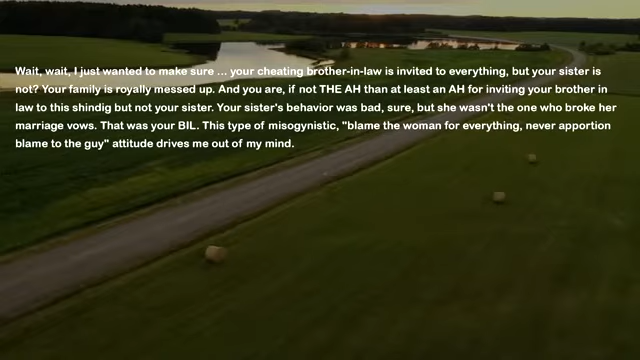 Wait, wait, I just wanted to make sure ... your cheating brother-in-law is invited to everything, but your sister is
not? Your family is royally messed up. And you are, if not THE AH than at least an AH for inviting your brother in
law to this shindig but not your sister. Your sister's behavior was bad, sure, but she wasn't the one who broke her
marriage vows. That was your BIL. This type of misogynistic, "blame the woman for everything, never apportion
blame to the guy" attitude drives me out of my mind.